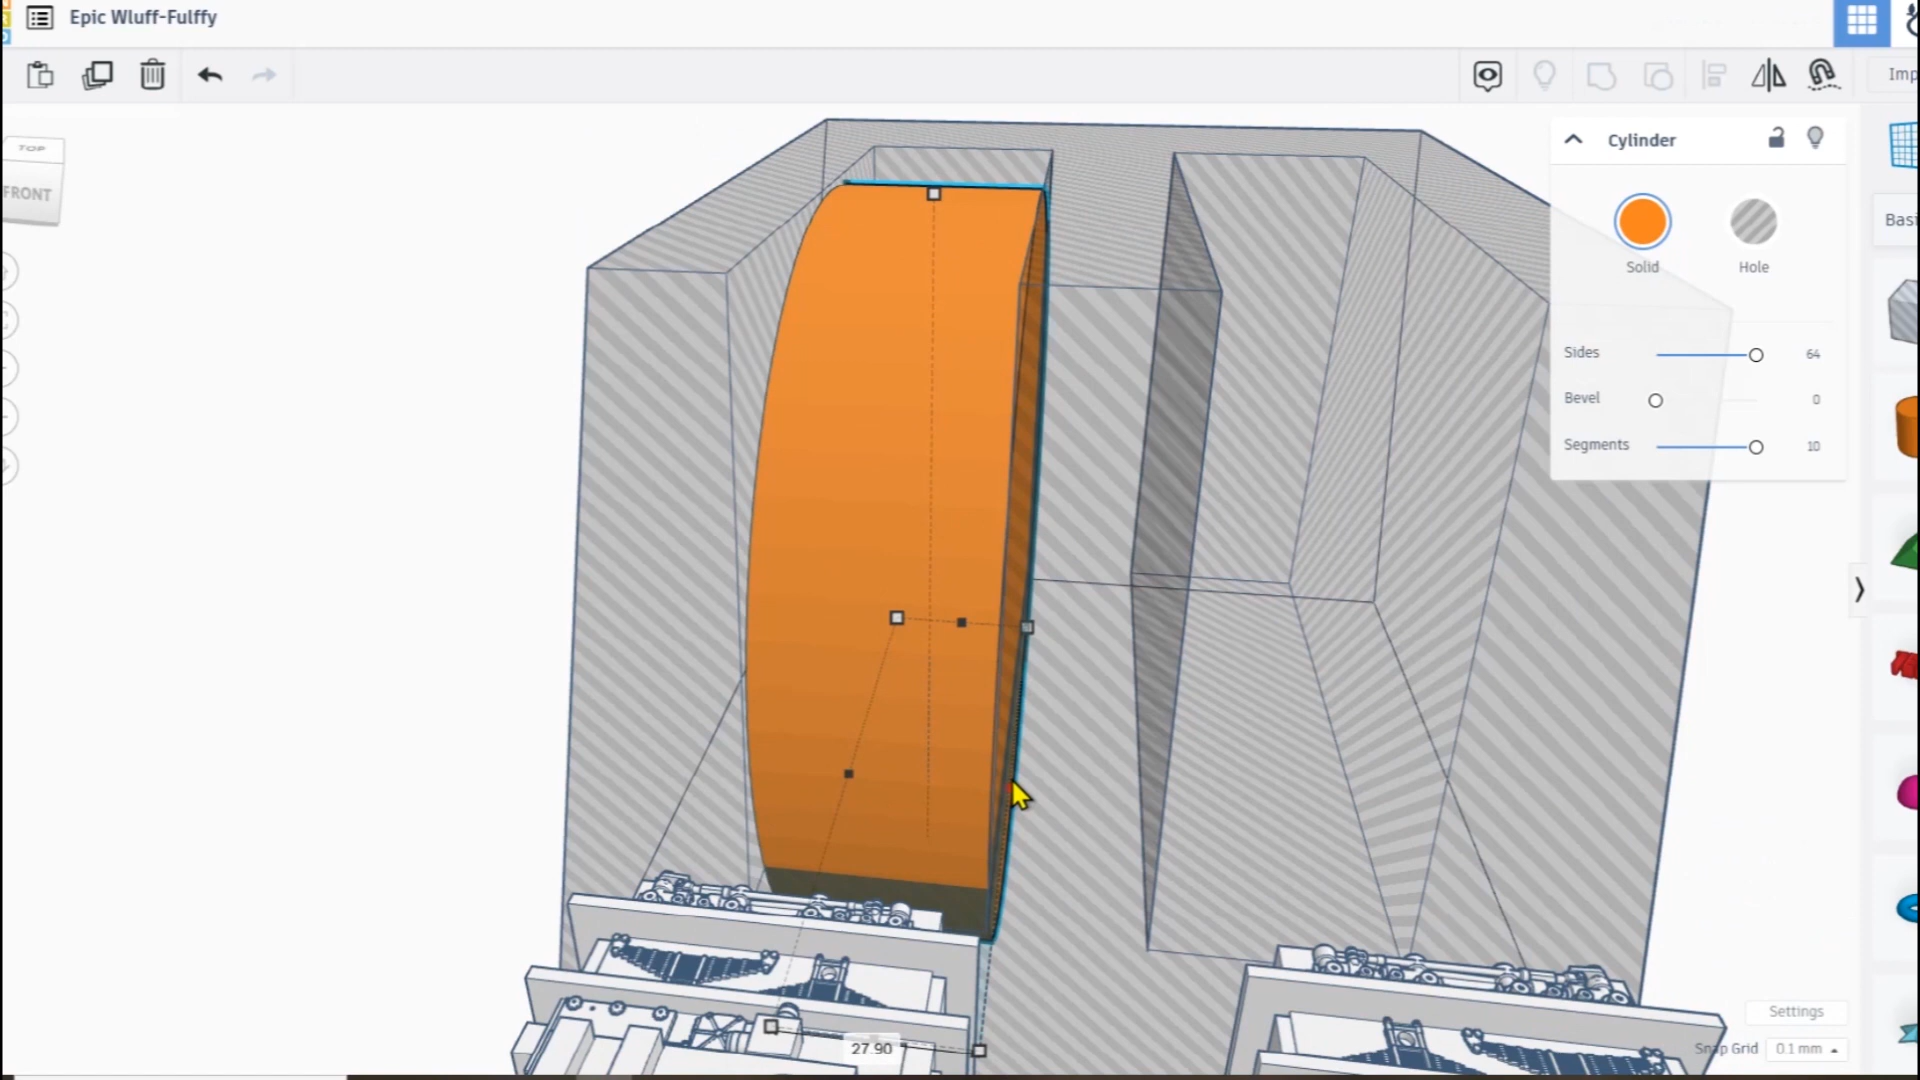 Epic Wluff-Fulffy
Imp
TOP
FRONT
Cylinder
Solid
Hole
Basi
Sides
64
Bevel
0
Segments
10
Settings
27.90
Snap Grid
0.1 mm